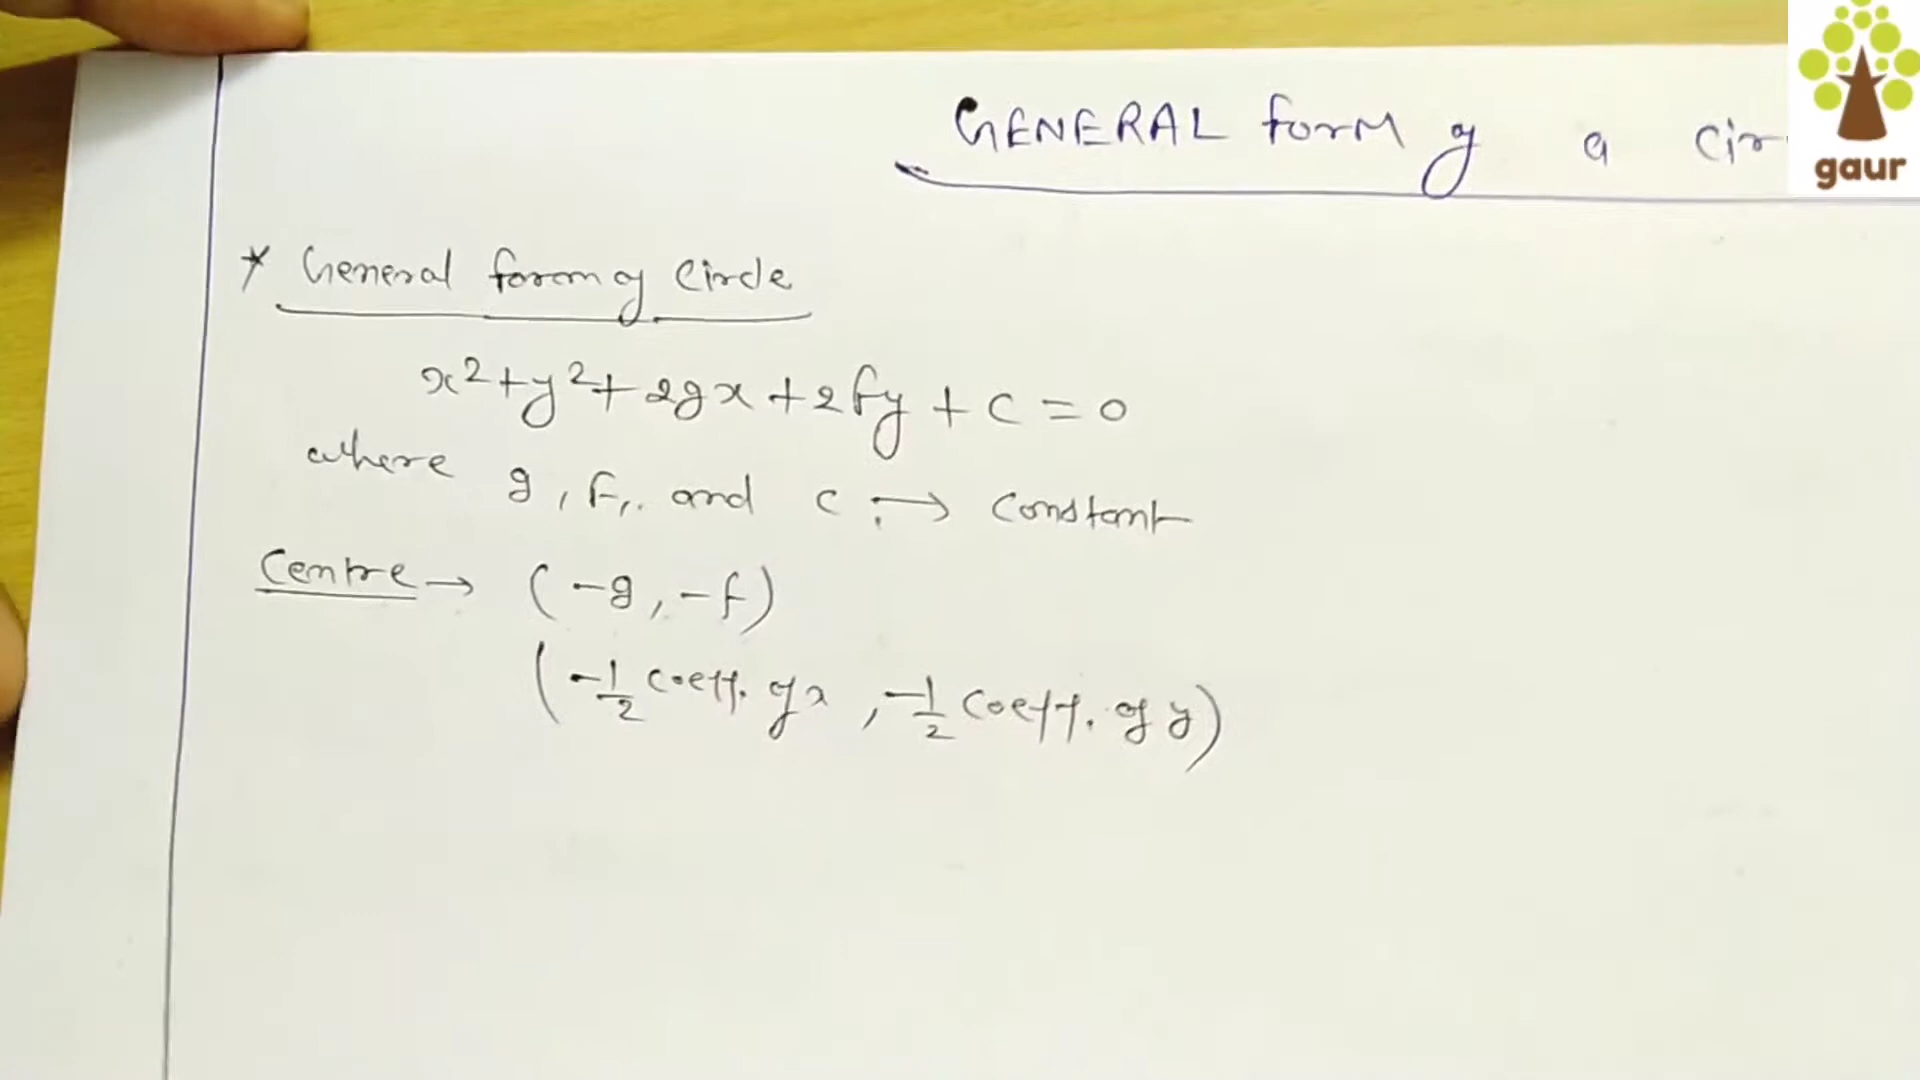 GENERAL form of a cir
gaur
* General form of Circle
x²+y²+2gx+2fy+c=0
where g, f, and c → constant
Centre → (-g, -f)
(-1/2 coeff. of x, -1/2 coeff. of y)